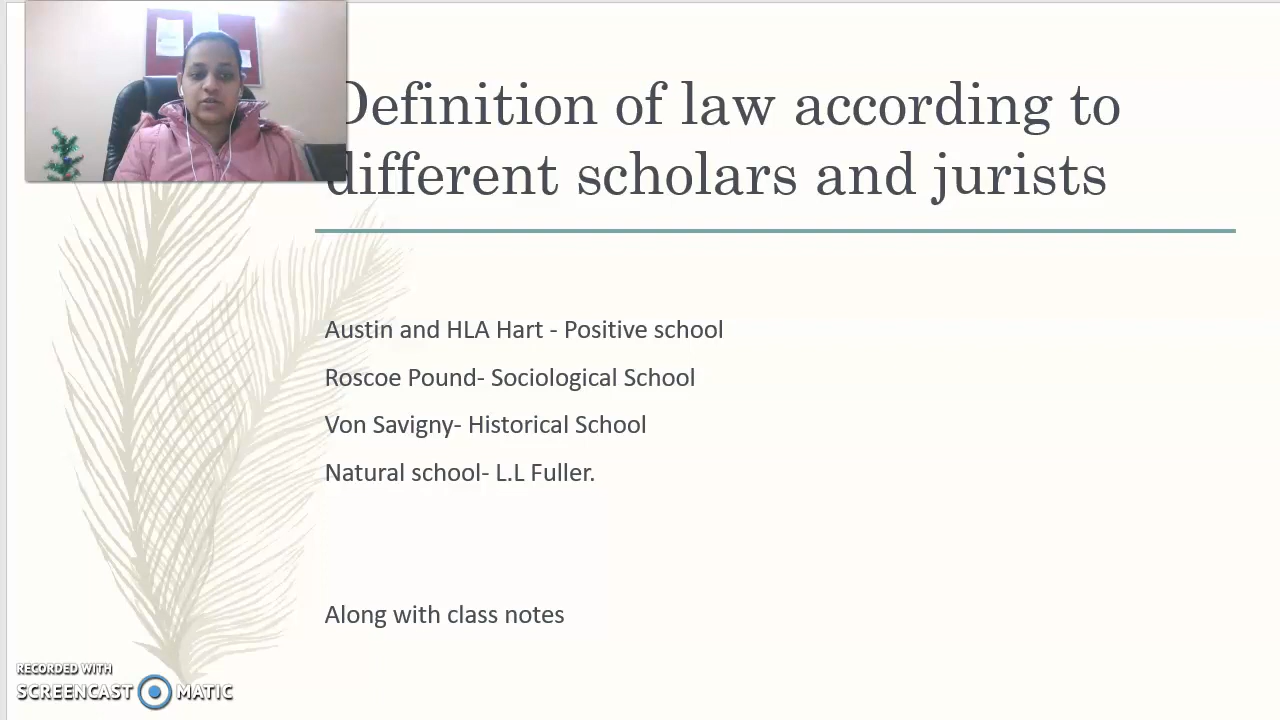 Definition of law according to
different scholars and jurists
Austin and HLA Hart - Positive school
Roscoe Pound- Sociological School
Von Savigny- Historical School
Natural school- L.L Fuller.
Along with class notes
RECORDED WITH
SCREENCAST MATIC